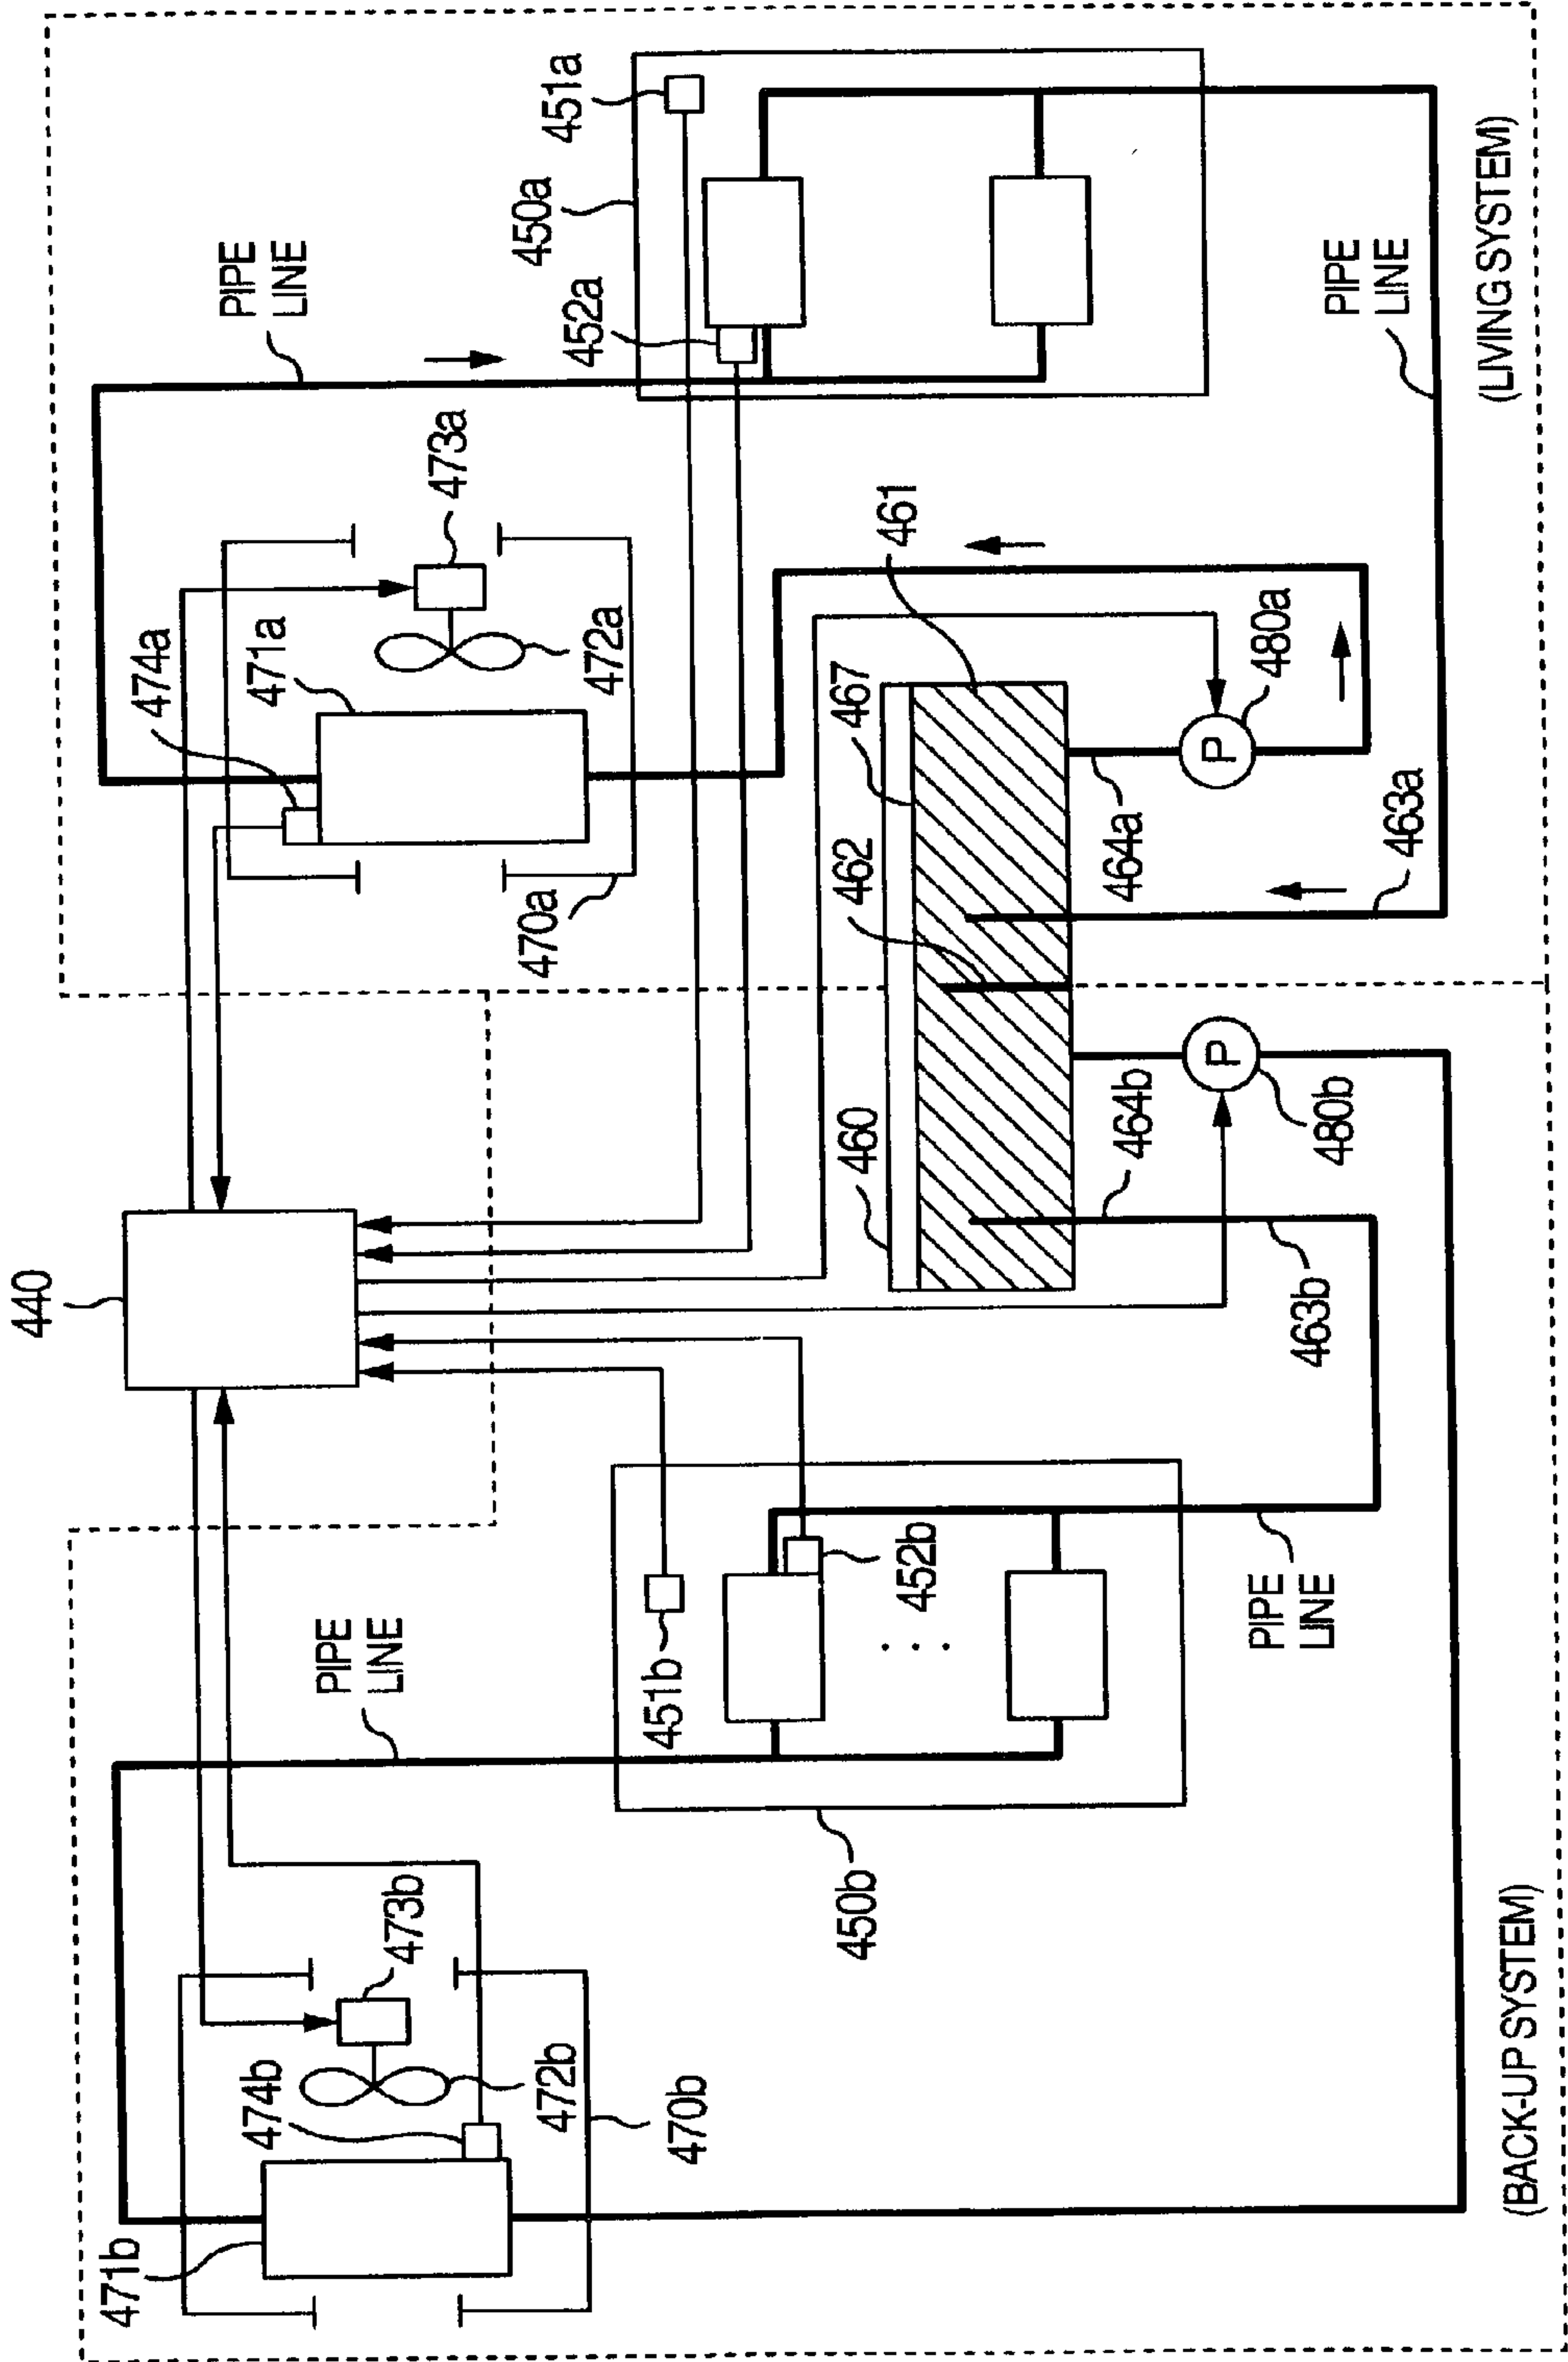 440
471b
474a
PIPE
LINE
474b
471a
PIPE
LINE
473b
473a
472b
470a
450a
451a
452a
472a
451b
470b
450b
460
462
467
461
452b
464b
464a
P
P
PIPE
LINE
463b
480b
480a
463a
PIPE
LINE
(BACK-UP SYSTEM)
(LIVING SYSTEM)